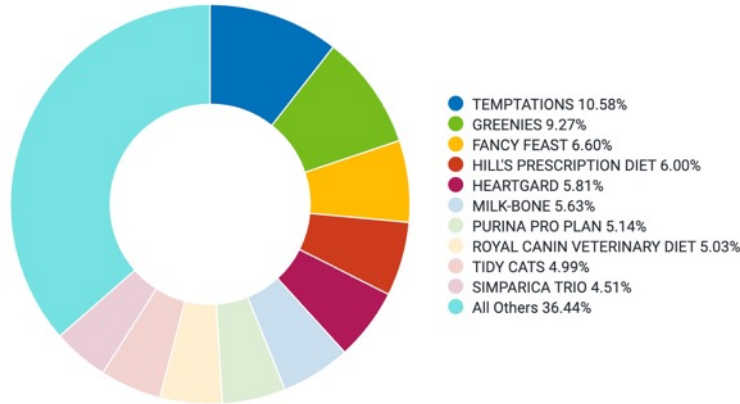 TEMPTATIONS 10.58%
GREENIES 9.27%
FANCY FEAST 6.60%
HILL'S PRESCRIPTION DIET 6.00%
HEARTGARD 5.81%
MILK-BONE 5.63%
PURINA PRO PLAN 5.14%
ROYAL CANIN VETERINARY DIET 5.03%
TIDY CATS 4.99%
SIMPARICA TRIO 4.51%
All Others 36.44%